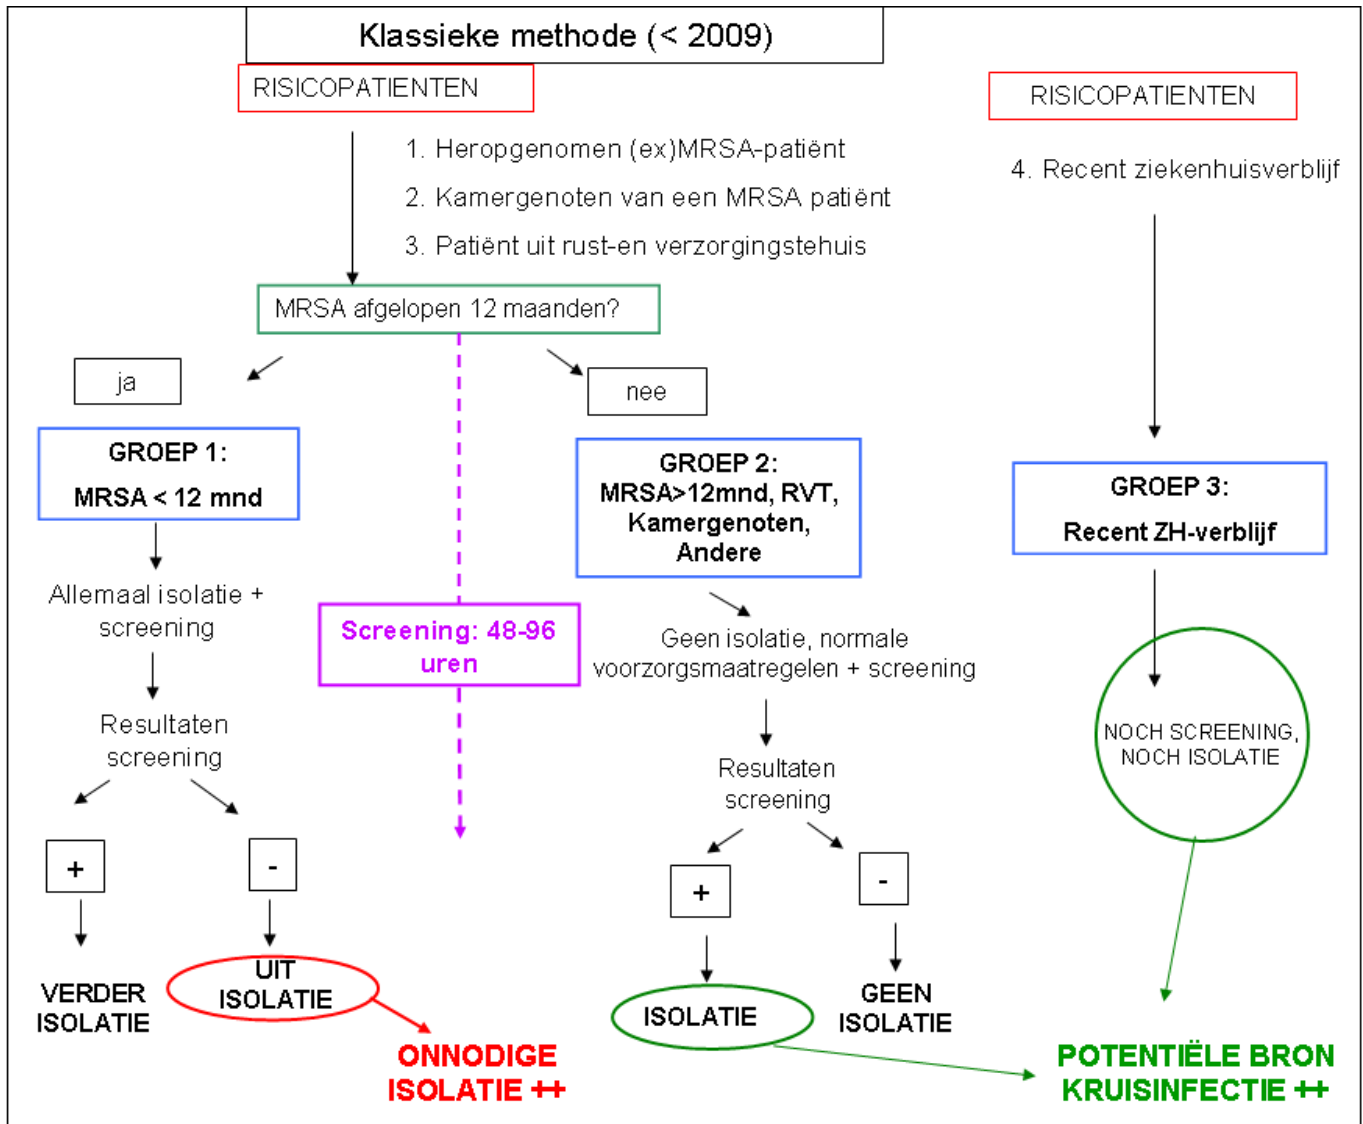 Klassieke methode (< 2009)
RISICOPATIENTEN
1. Heropgenomen (ex)MRSA-patiënt
2. Kamergenoten van een MRSA patiënt
3. Patiënt uit rust-en verzorgingstehuis
MRSA afgelopen 12 maanden?
ja
nee
GROEP 1:
MRSA < 12 mnd
Allemaal isolatie +
screening
Resultaten
screening
+
-
VERDER
ISOLATIE
UIT
ISOLATIE
ONNODIGE
ISOLATIE ++
Screening: 48-96
uren
GROEP 2:
MRSA>12mnd, RVT,
Kamergenoten,
Andere
Geen isolatie, normale
voorzorgsmaatregelen + screening
Resultaten
screening
+
-
ISOLATIE
GEEN
ISOLATIE
RISICOPATIENTEN
4. Recent ziekenhuisverblijf
GROEP 3:
Recent ZH-verblijf
NOCH SCREENING,
NOCH ISOLATIE
POTENTIËLE BRON
KRUISINFECTIE ++